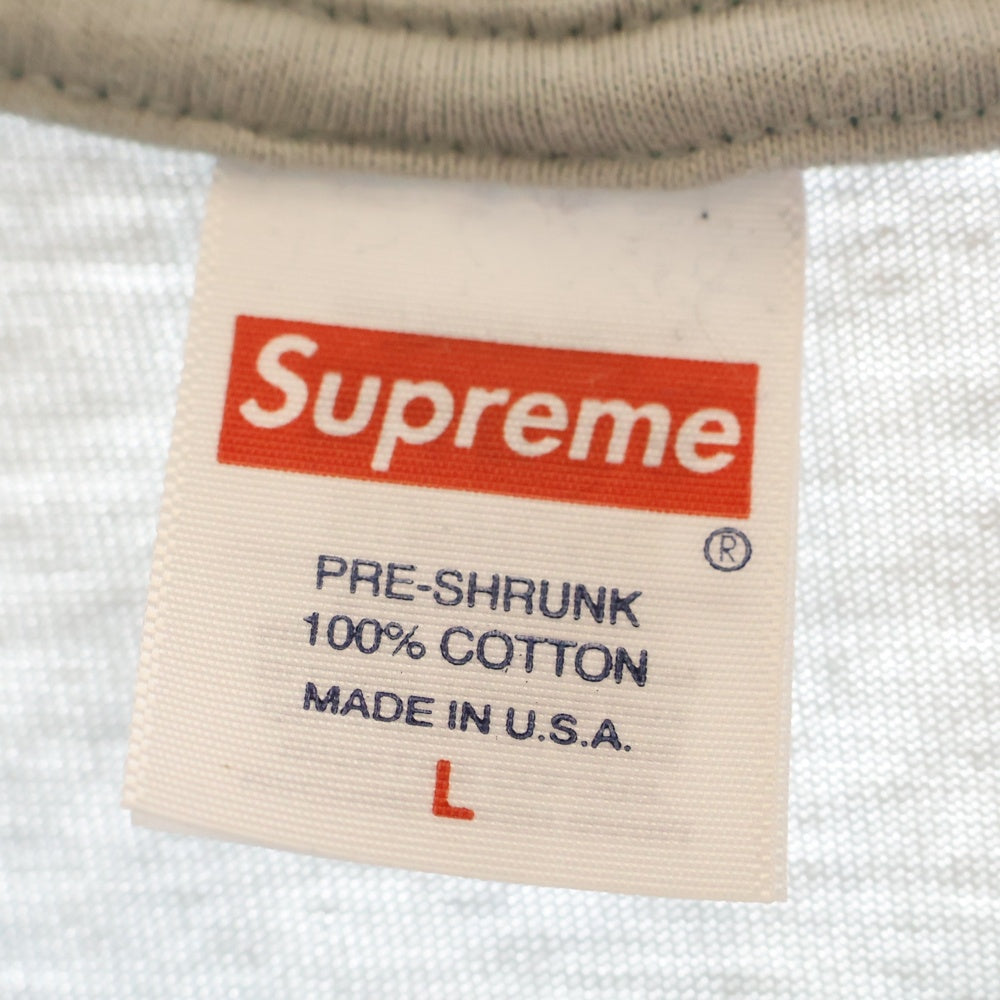 Supreme
®
PRE-SHRUNK
100% COTTON
MADE IN U.S.A.
L